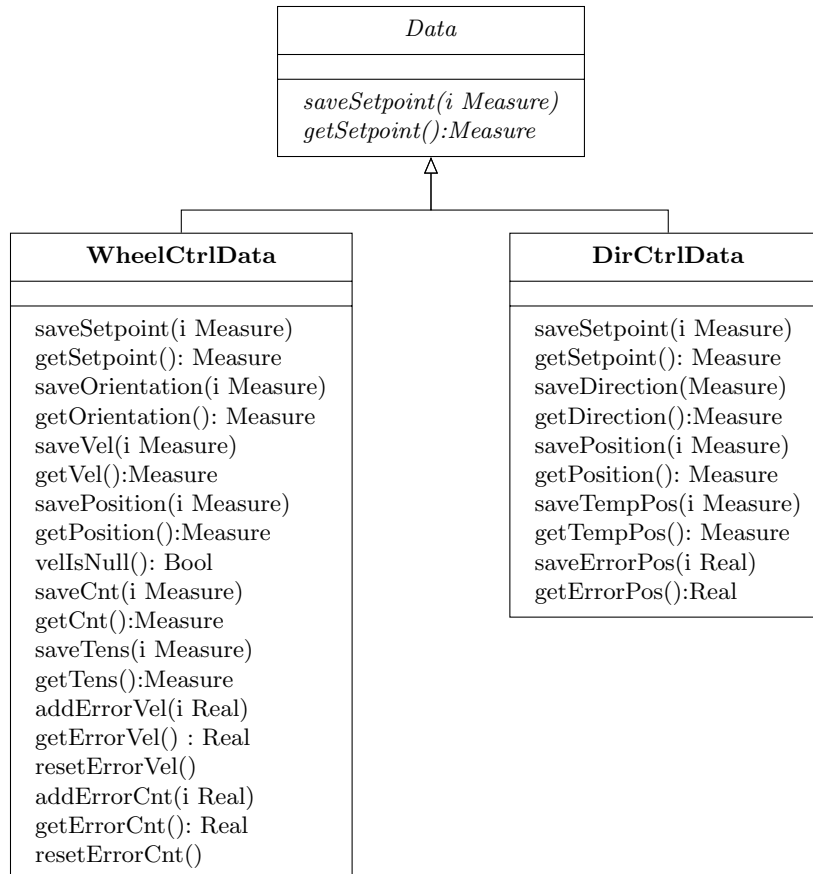 Data
saveSetpoint(i Measure)
getSetpoint():Measure
WheelCtrlData
saveSetpoint(i Measure)
getSetpoint(): Measure
saveOrientation(i Measure)
getOrientation(): Measure
saveVel(i Measure)
getVel():Measure
savePosition(i Measure)
getPosition():Measure
velIsNull(): Bool
saveCnt(i Measure)
getCnt():Measure
saveTens(i Measure)
getTens():Measure
addErrorVel(i Real)
getErrorVel() : Real
resetErrorVel()
addErrorCnt(i Real)
getErrorCnt(): Real
resetErrorCnt()
DirCtrlData
saveSetpoint(i Measure)
getSetpoint(): Measure
saveDirection(Measure)
getDirection():Measure
savePosition(i Measure)
getPosition(): Measure
saveTempPos(i Measure)
getTempPos(): Measure
saveErrorPos(i Real)
getErrorPos():Real